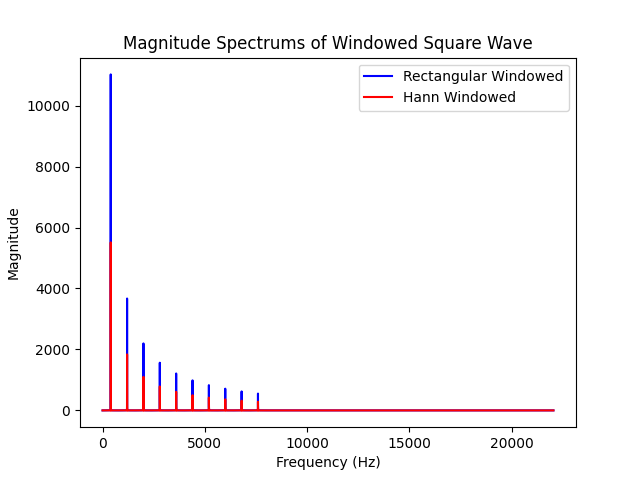 Magnitude Spectrums of Windowed Square Wave
Rectangular Windowed
Hann Windowed
10000
8000
6000
4000
2000
0
Magnitude
0 5000 10000 15000 20000
Frequency (Hz)